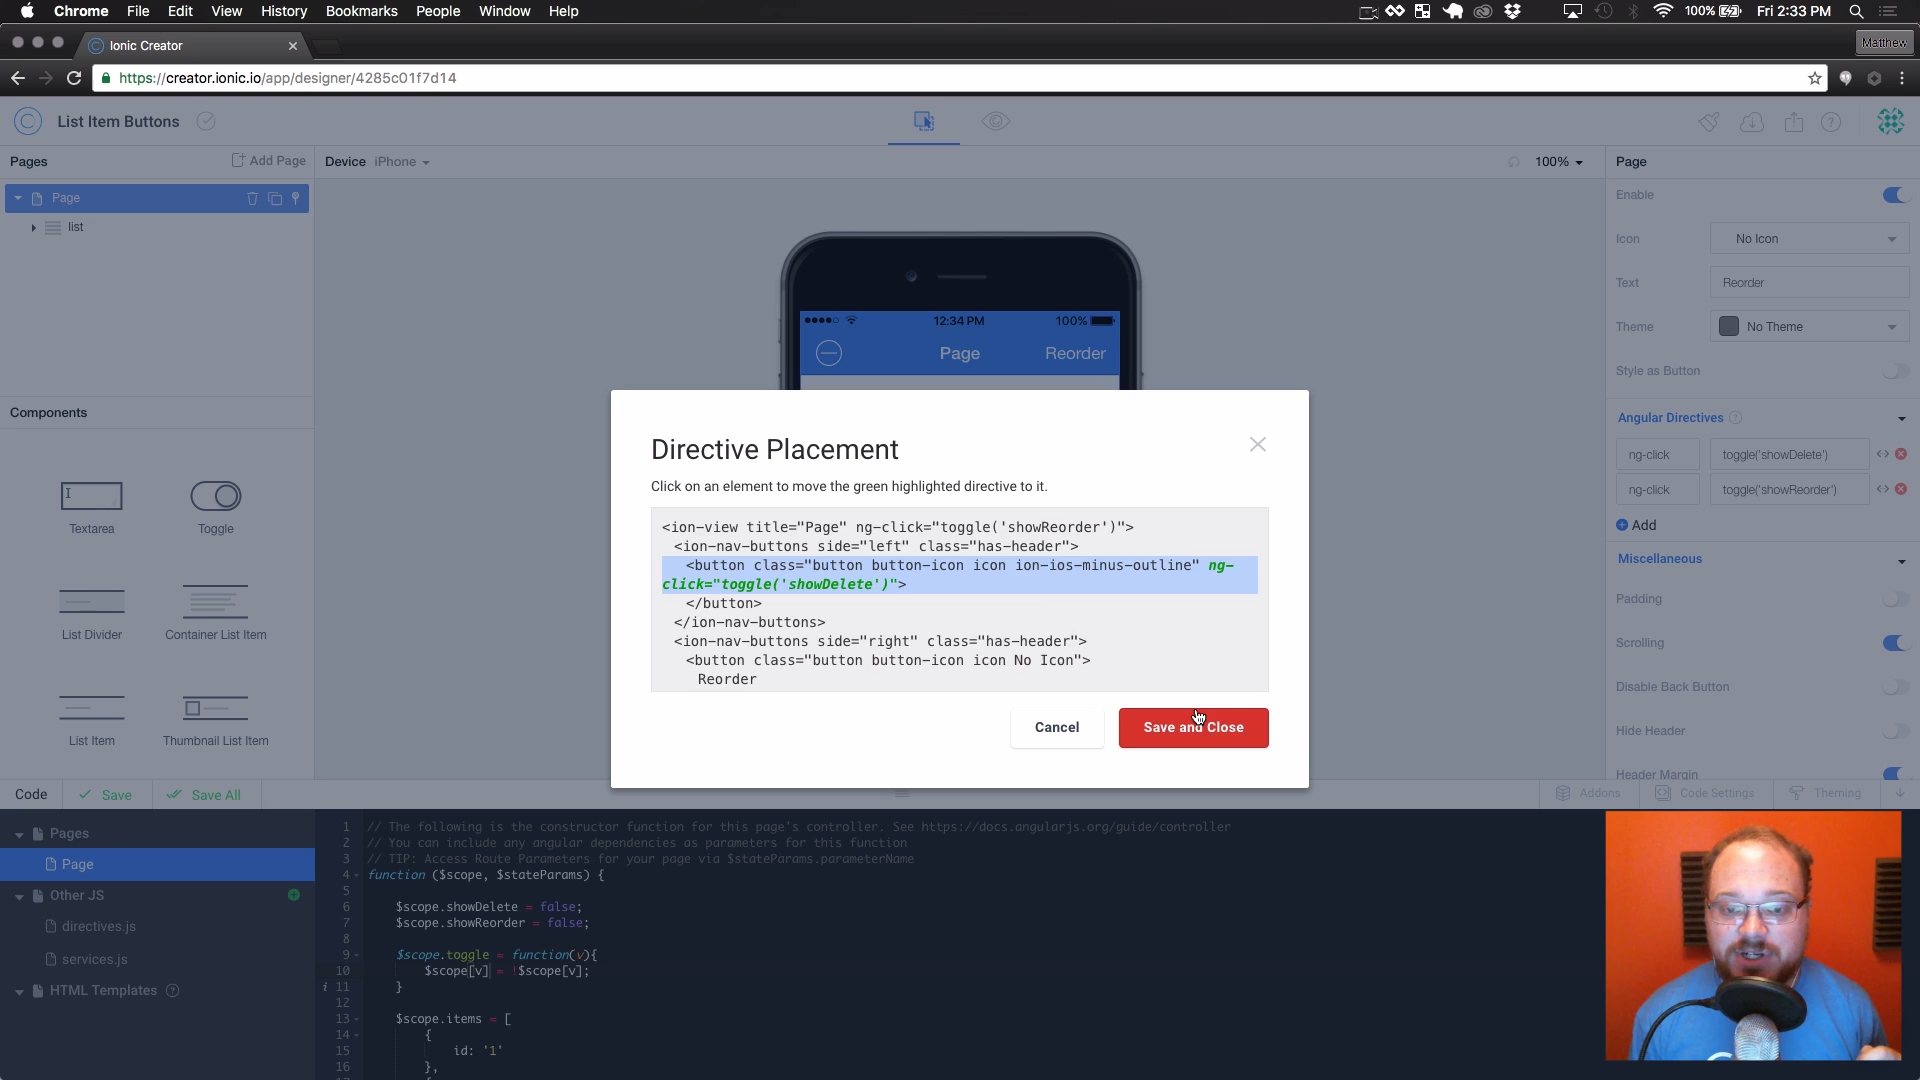 Chrome File Edit View History Bookmarks People Window Help 100% Fri 2:33 PM
Ionic Creator
Matthew
https://creator.ionic.io/app/designer/4285c01f7d14
List Item Buttons
Pages Add Page Device iPhone 100% Page
Page
list
Enable
Icon No Icon
Text Reorder
Theme No Theme
Style as Button
12:34 PM 100%
Page Reorder
Directive Placement
Click on an element to move the green highlighted directive to it.
<ion-view title="Page" ng-click="toggle('showReorder')">
<ion-nav-buttons side="left" class="has-header">
<button class="button button-icon icon ion-ios-minus-outline" ng-
click="toggle('showDelete')">
</button>
</ion-nav-buttons>
<ion-nav-buttons side="right" class="has-header">
<button class="button button-icon icon No Icon">
Reorder
Cancel Save and Close
Angular Directives
ng-click toggle('showDelete')
ng-click toggle('showReorder')
Add
Miscellaneous
Padding
Scrolling
Disable Back Button
Hide Header
Header Margin
Components
Textarea Toggle
List Divider Container List Item
List Item Thumbnail List Item
Code Save Save All Addons Code Settings Theming
Pages
Page
Other JS
directives.js
services.js
HTML Templates
1 // The following is the constructor function for this page's controller. See https://docs.angularjs.org/guide/controller
2 // You can include any angular dependencies as parameters for this function
3 // TIP: Access Route Parameters for your page via $stateParams.parameterName
4 function ($scope, $stateParams) {
5
6 $scope.showDelete = false;
7 $scope.showReorder = false;
8
9 $scope.toggle = function(v){
10 $scope[v] = !$scope[v];
i 11 }
12
13 $scope.items = [
14 {
15 id: '1'
16 },